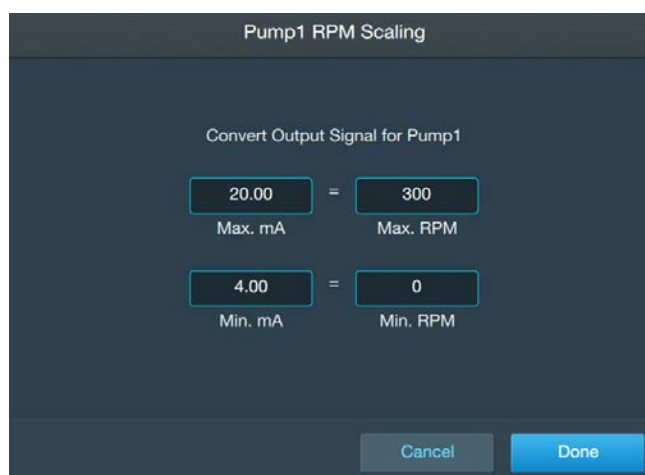 Pump1 RPM Scaling
Convert Output Signal for Pump1
20.00 = 300
Max. mA Max. RPM
4.00 = 0
Min. mA Min. RPM
Cancel Done